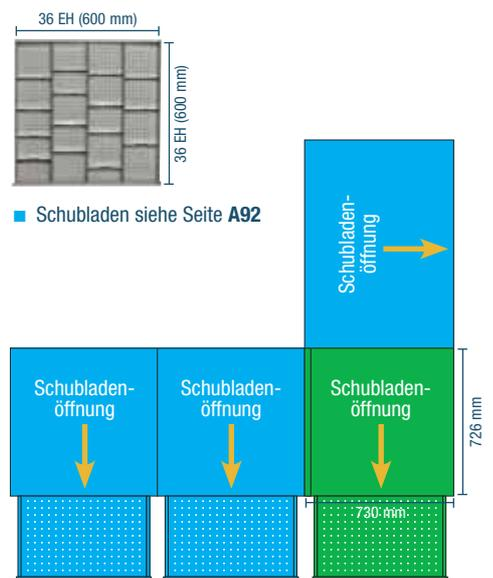 36 EH (600 mm)
36 EH (600 mm)
Schubladen siehe Seite A92
Schubladen-
öffnung
Schubladen-
öffnung
Schubladen-
öffnung
Schubladen-
öffnung
726 mm
730 mm